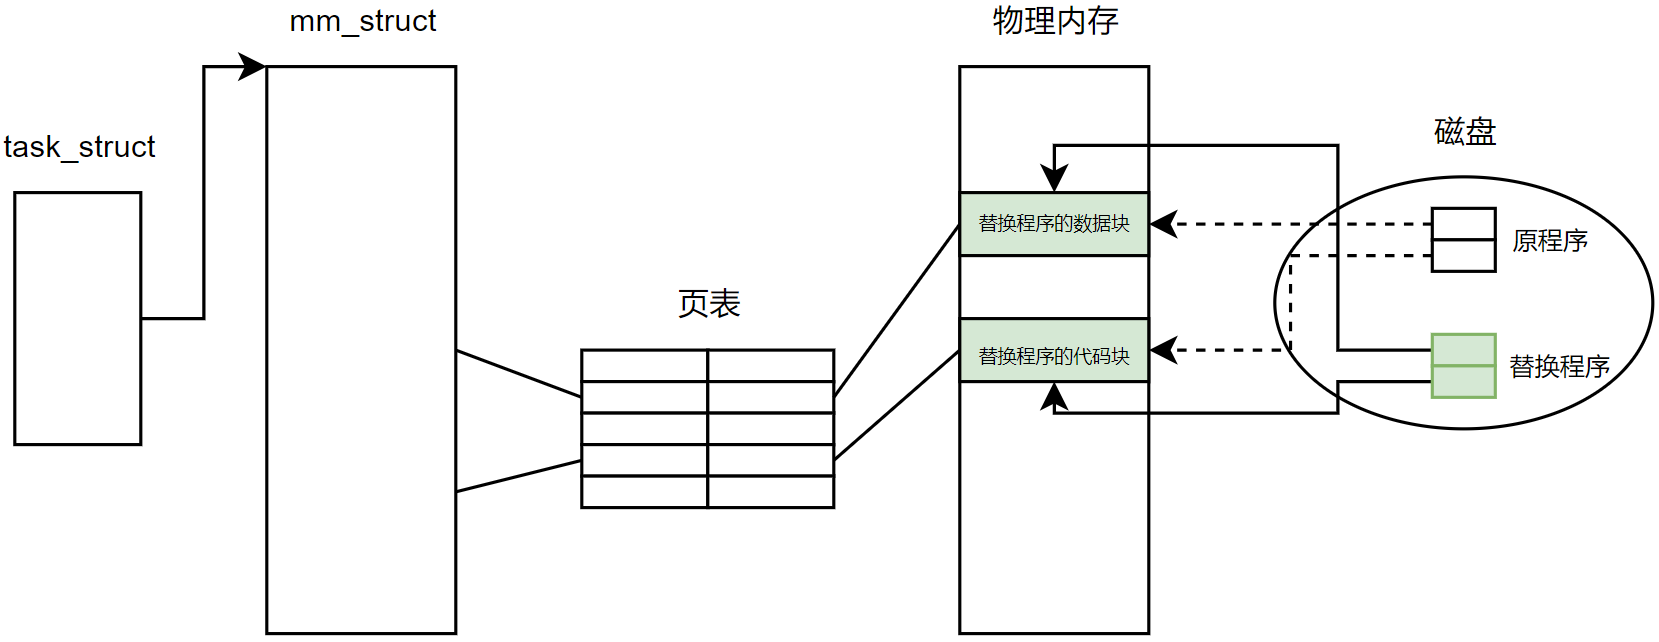 mm_struct
物理内存
磁盘
task_struct
替换程序的数据块
原程序
页表
替换程序的代码块
替换程序